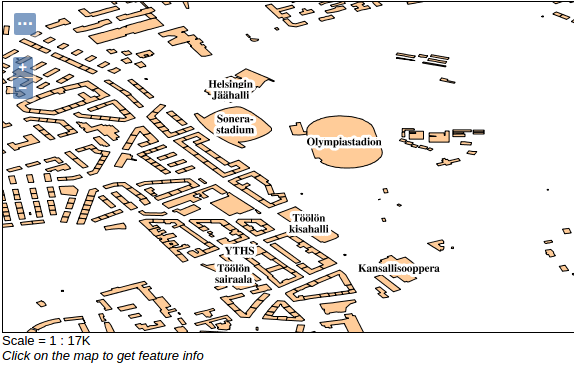 ...
+
−
Helsingin
Jäähalli
Sonera-
stadium
Olympiastadion
Töölön
kisahalli
YTHS
Töölön
sairaala
Kansallisooppera
Scale = 1 : 17K
Click on the map to get feature info